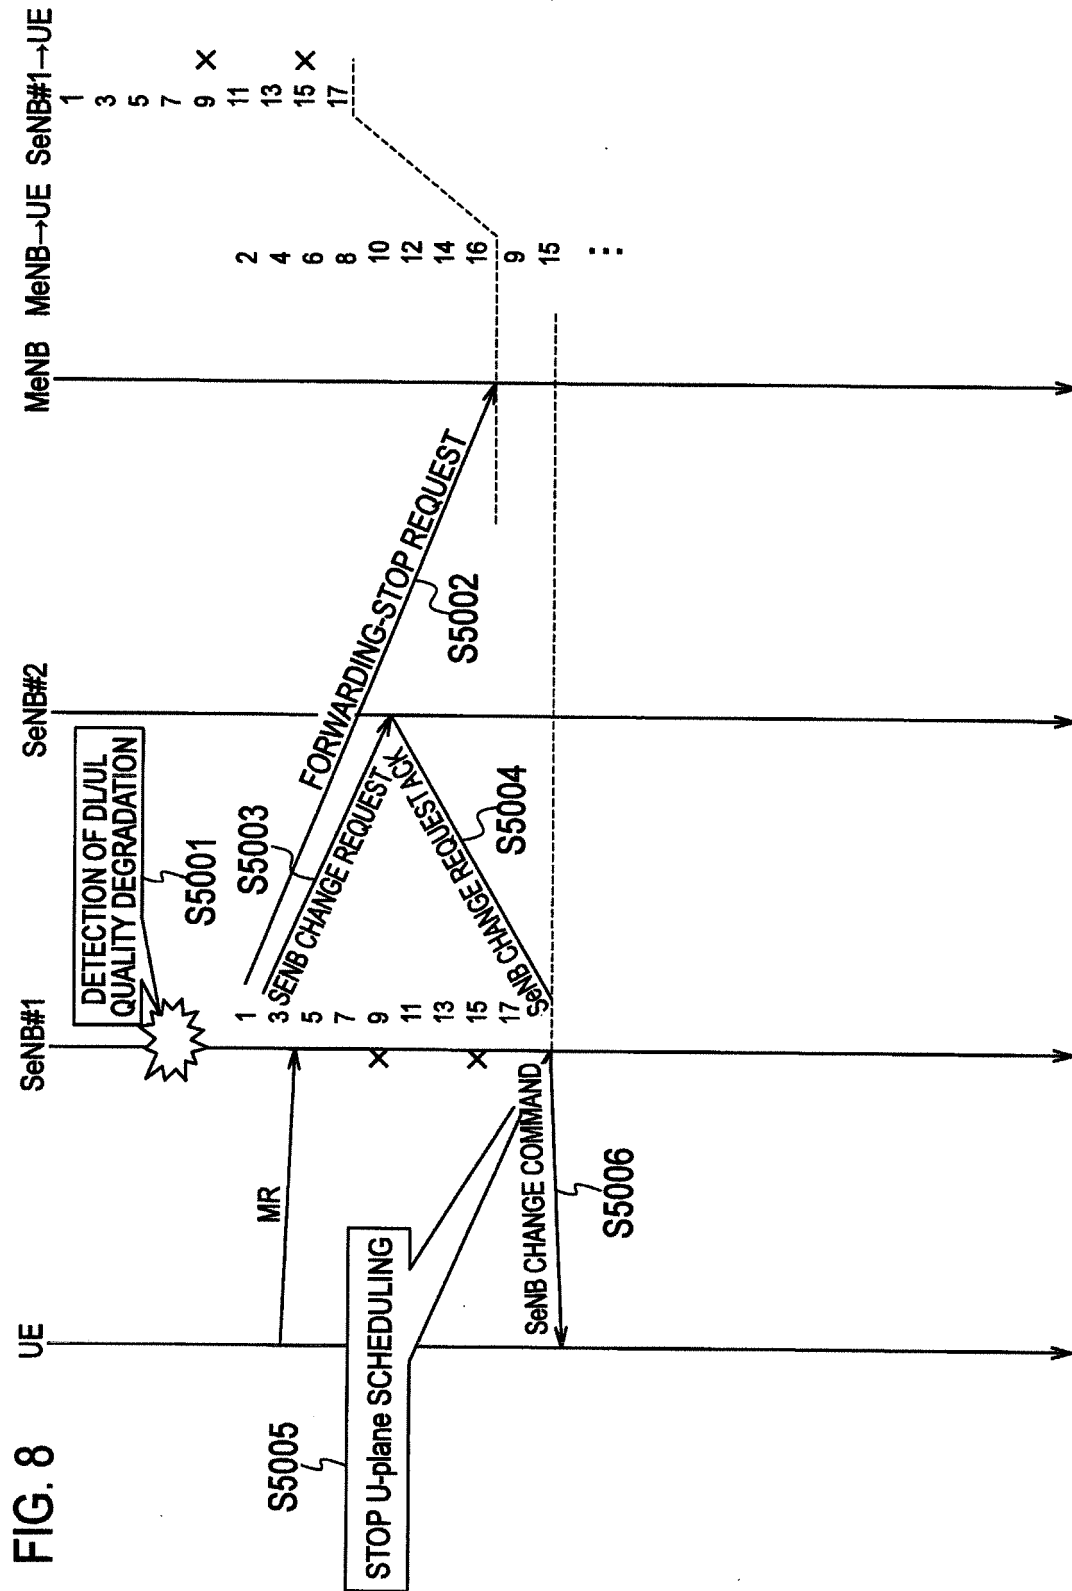 FIG. 8
UE
SeNB#1
SeNB#2
MeNB
MeNB→UE
SeNB#1→UE
DETECTION OF DL/UL
QUALITY DEGRADATION
S5001
MR
FORWARDING-STOP REQUEST
S5002
S5003
SENB CHANGE REQUEST
SeNB CHANGE REQUEST ACK
S5004
S5005
STOP U-plane SCHEDULING
SeNB CHANGE COMMAND
S5006
1
3
5
7
9
11
13
15
17
×
×
2
4
6
8
10
12
14
16
9
15
⋮
1
3
5
7
9 ×
11
13
15 ×
17